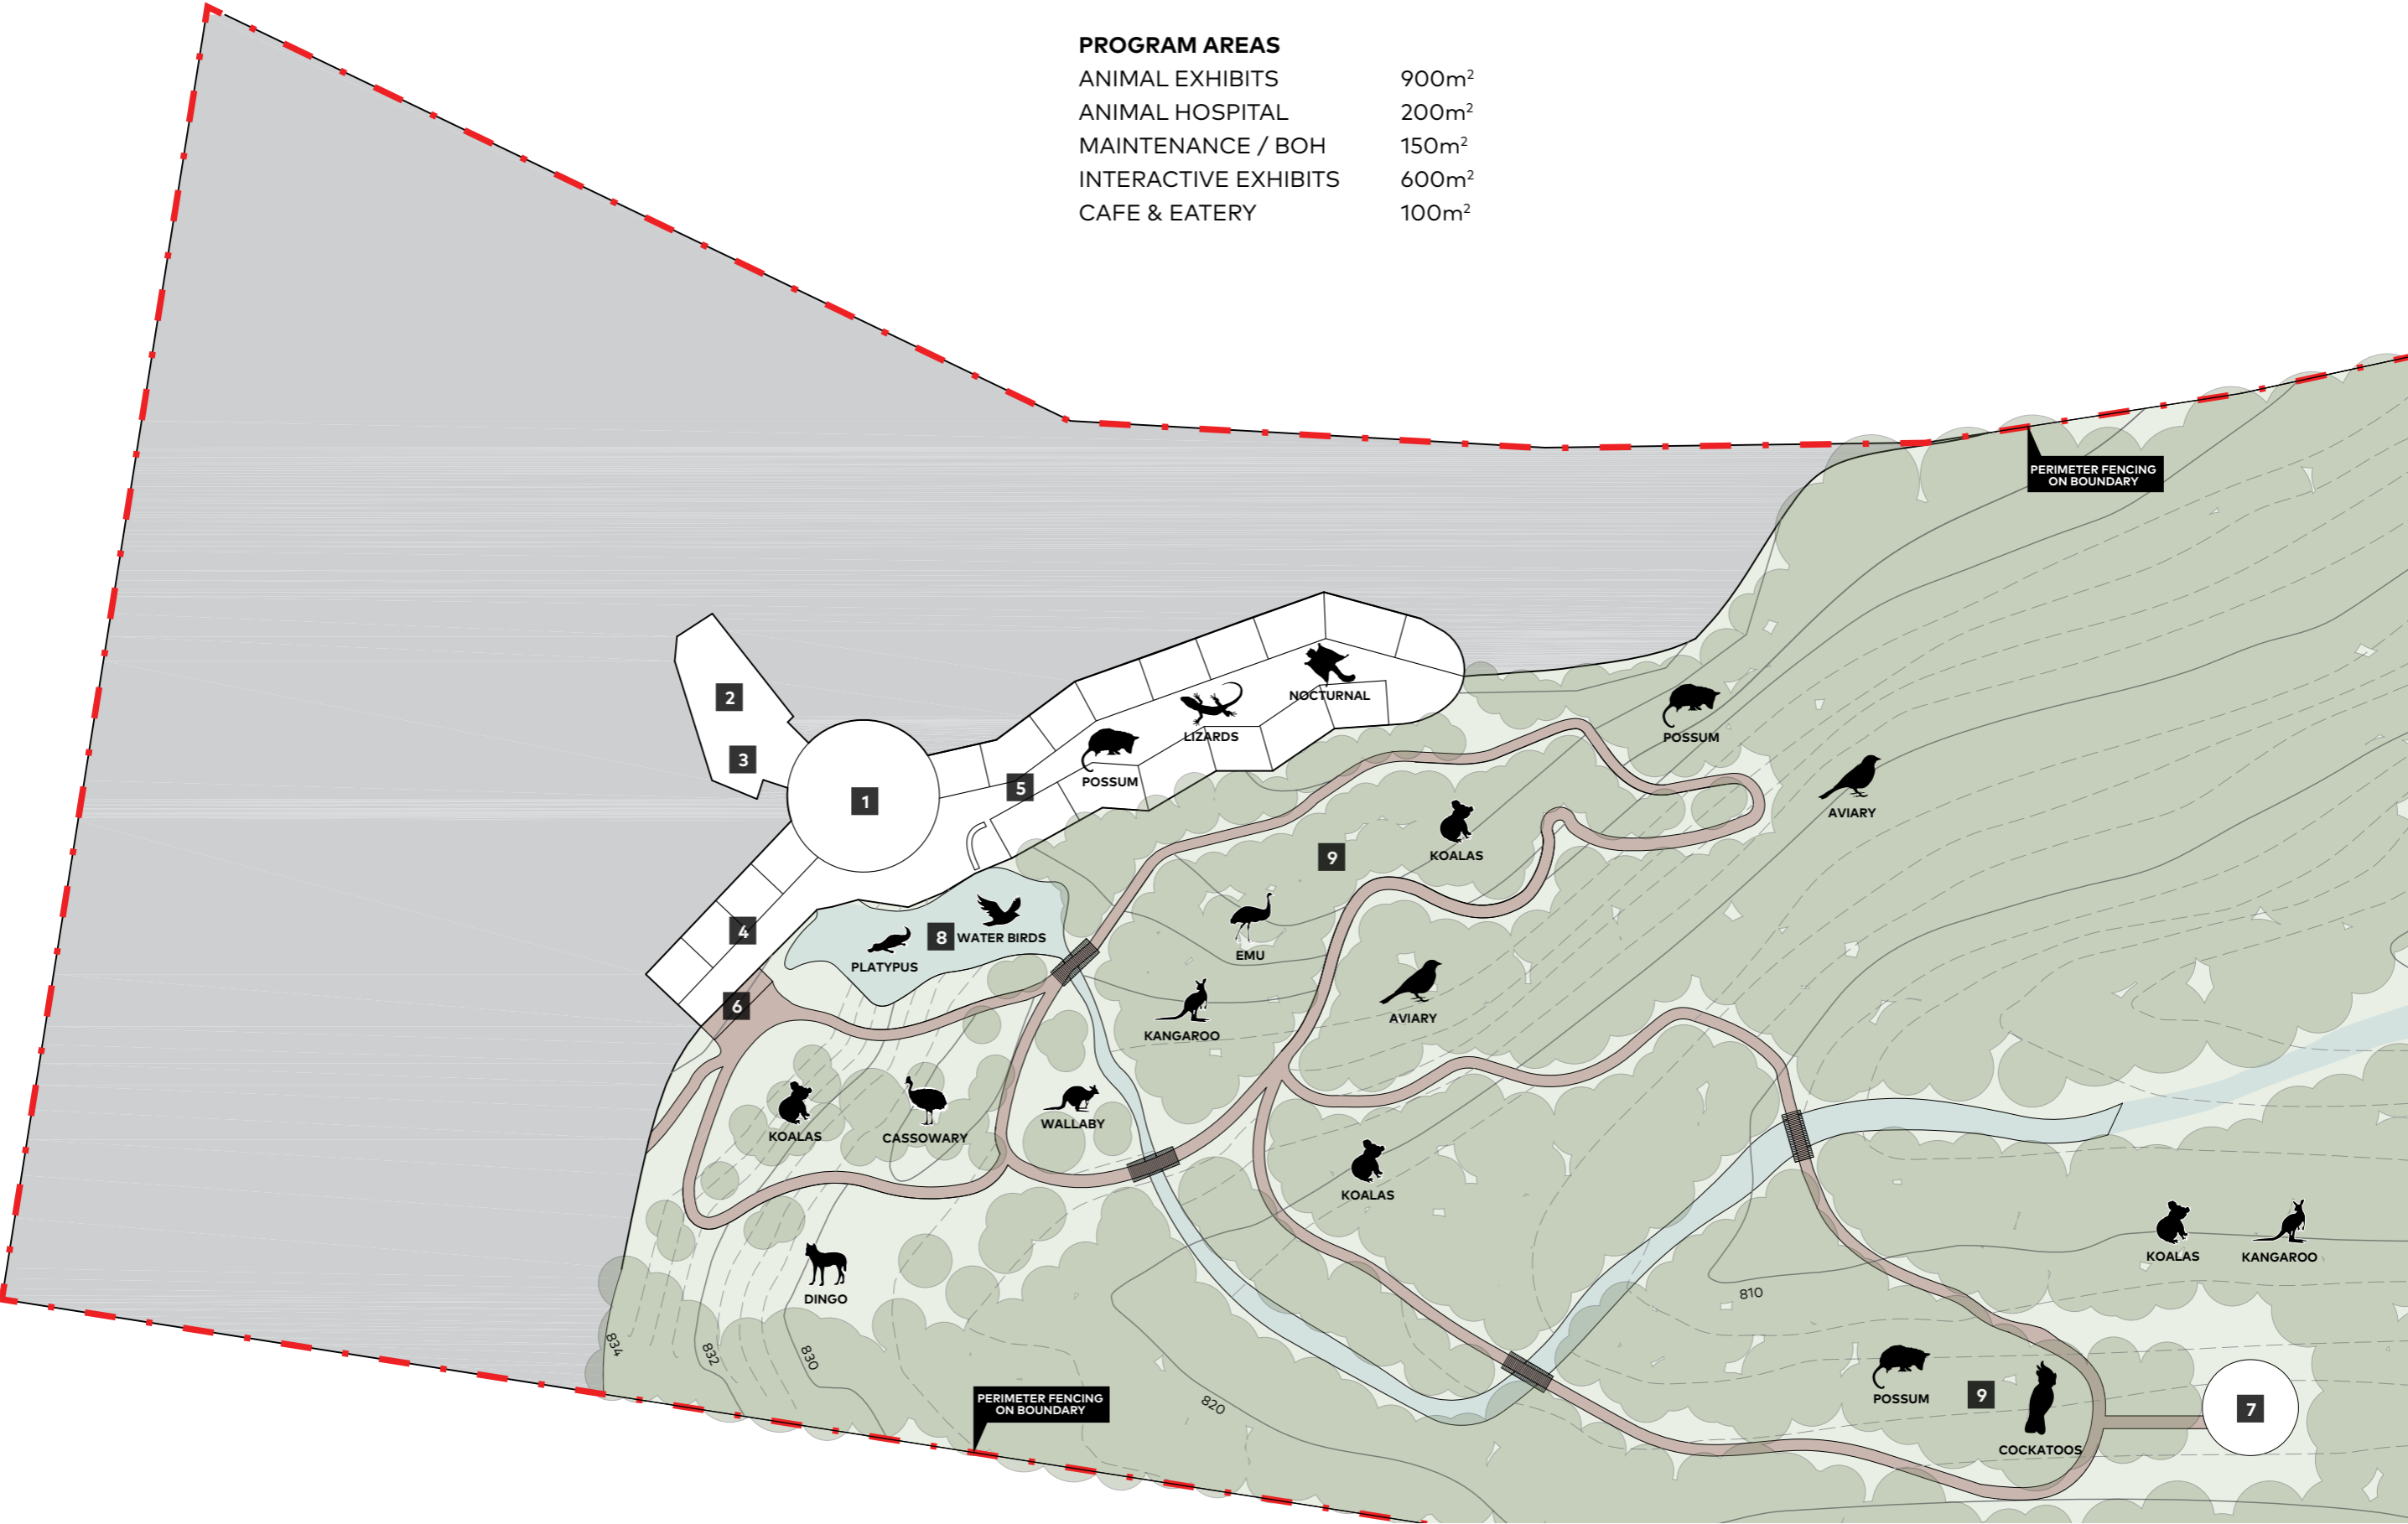 PROGRAM AREAS
ANIMAL EXHIBITS 900m²
ANIMAL HOSPITAL 200m²
MAINTENANCE / BOH 150m²
INTERACTIVE EXHIBITS 600m²
CAFE & EATERY 100m²
PERIMETER FENCING
ON BOUNDARY
2
3
1
5
NOCTURNAL
LIZARDS
POSSUM
POSSUM
AVIARY
9
KOALAS
4
8
WATER BIRDS
PLATYPUS
EMU
6
KANGAROO
AVIARY
KOALAS
CASSOWARY
WALLABY
KOALAS
KOALAS
KANGAROO
DINGO
810
834
832
830
820
PERIMETER FENCING
ON BOUNDARY
POSSUM
9
COCKATOOS
7